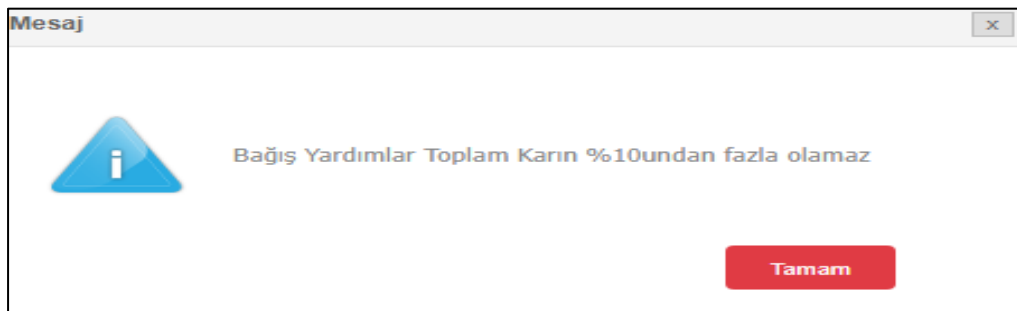 Mesaj
x
i
Bağış Yardımlar Toplam Karın %10undan fazla olamaz
Tamam